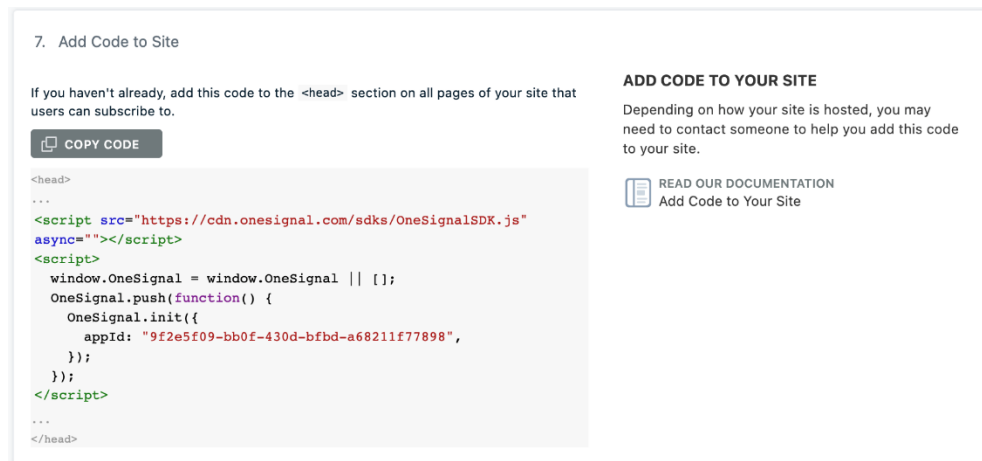 7. Add Code to Site
If you haven't already, add this code to the <head> section on all pages of your site that
users can subscribe to.
COPY CODE
<head>
...
<script src="https://cdn.onesignal.com/sdks/OneSignalSDK.js"
async=""></script>
<script>
window.OneSignal = window.OneSignal || [];
OneSignal.push(function() {
OneSignal.init({
appId: "9f2e5f09-bb0f-430d-bfbd-a68211f77898",
});
});
</script>
...
</head>
ADD CODE TO YOUR SITE
Depending on how your site is hosted, you may
need to contact someone to help you add this code
to your site.
READ OUR DOCUMENTATION
Add Code to Your Site